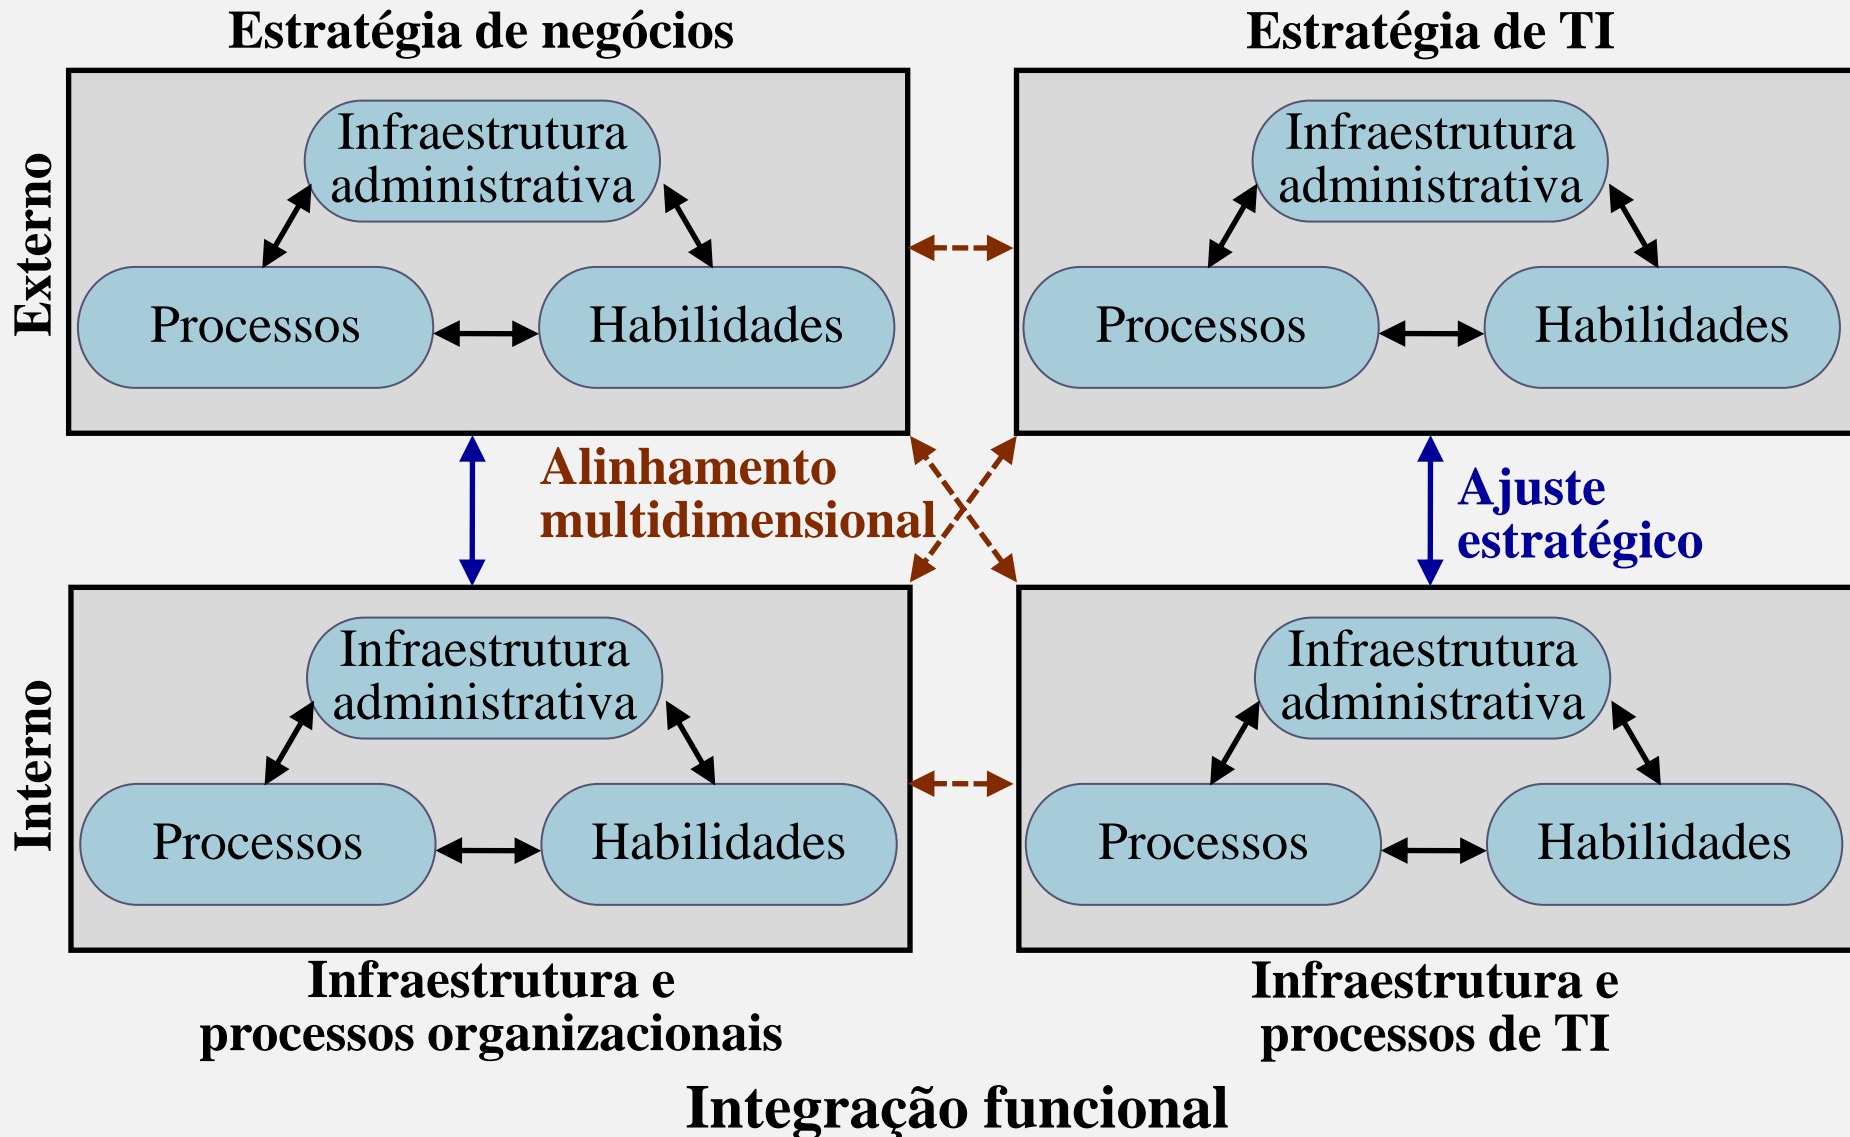 Estratégia de negócios
Estratégia de TI
Externo
Infraestrutura
administrativa
Processos
Habilidades
Infraestrutura
administrativa
Processos
Habilidades
Alinhamento
multidimensional
Ajuste
estratégico
Interno
Infraestrutura
administrativa
Processos
Habilidades
Infraestrutura
administrativa
Processos
Habilidades
Infraestrutura e
processos organizacionais
Infraestrutura e
processos de TI
Integração funcional